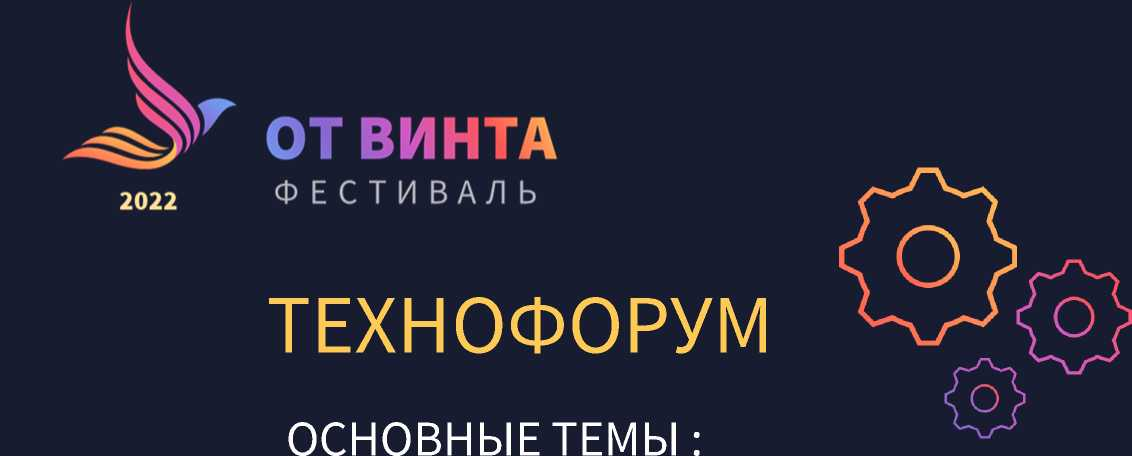 ОТ ВИНТА
ФЕСТИВАЛЬ
2022
ТЕХНОФОРУМ
ОСНОВНЫЕ ТЕМЫ :